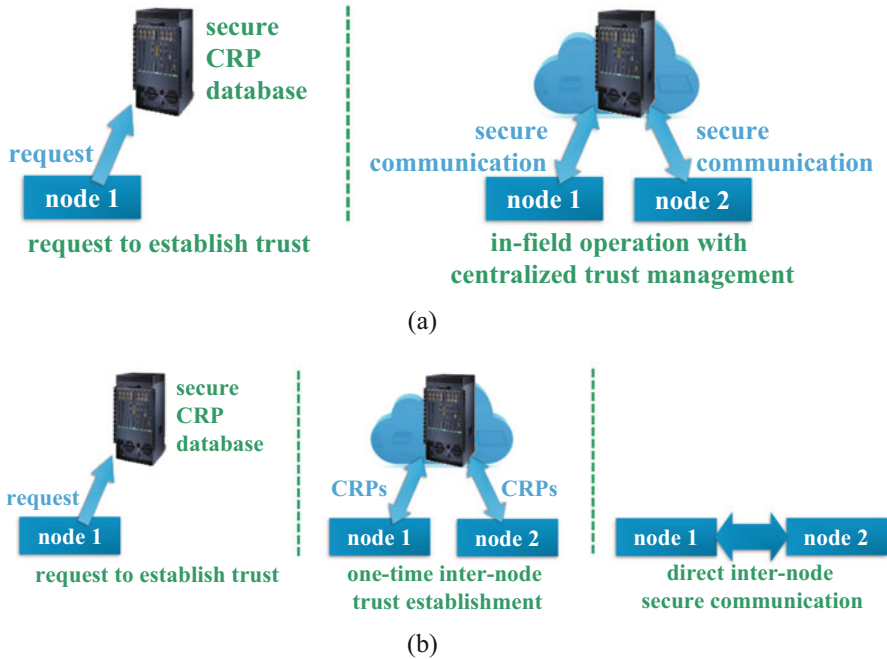 secure
CRP
database
request
node 1
request to establish trust
secure
communication
secure
communication
node 1
node 2
in-field operation with
centralized trust management
(a)
secure
CRP
database
request
node 1
request to establish trust
CRPs
CRPs
node 1
node 2
one-time inter-node
trust establishment
node 1
node 2
direct inter-node
secure communication
(b)